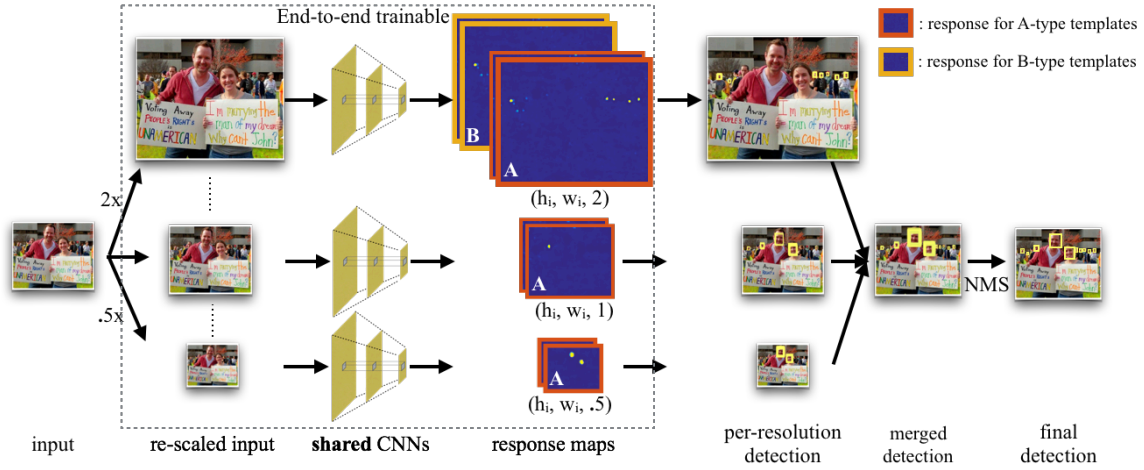 End-to-end trainable
: response for A-type templates
: response for B-type templates
Voting Away
PEOPLE'S RIGHTS
is
UNAMERICA!!
I'm marrying the
man of my dreams
Why can't John?
B
A
(hᵢ, wᵢ, 2)
2x
A
NMS
.5x
(hᵢ, wᵢ, 1)
A
(hᵢ, wᵢ, .5)
input
re-scaled input
shared CNNs
response maps
per-resolution
detection
merged
detection
final
detection